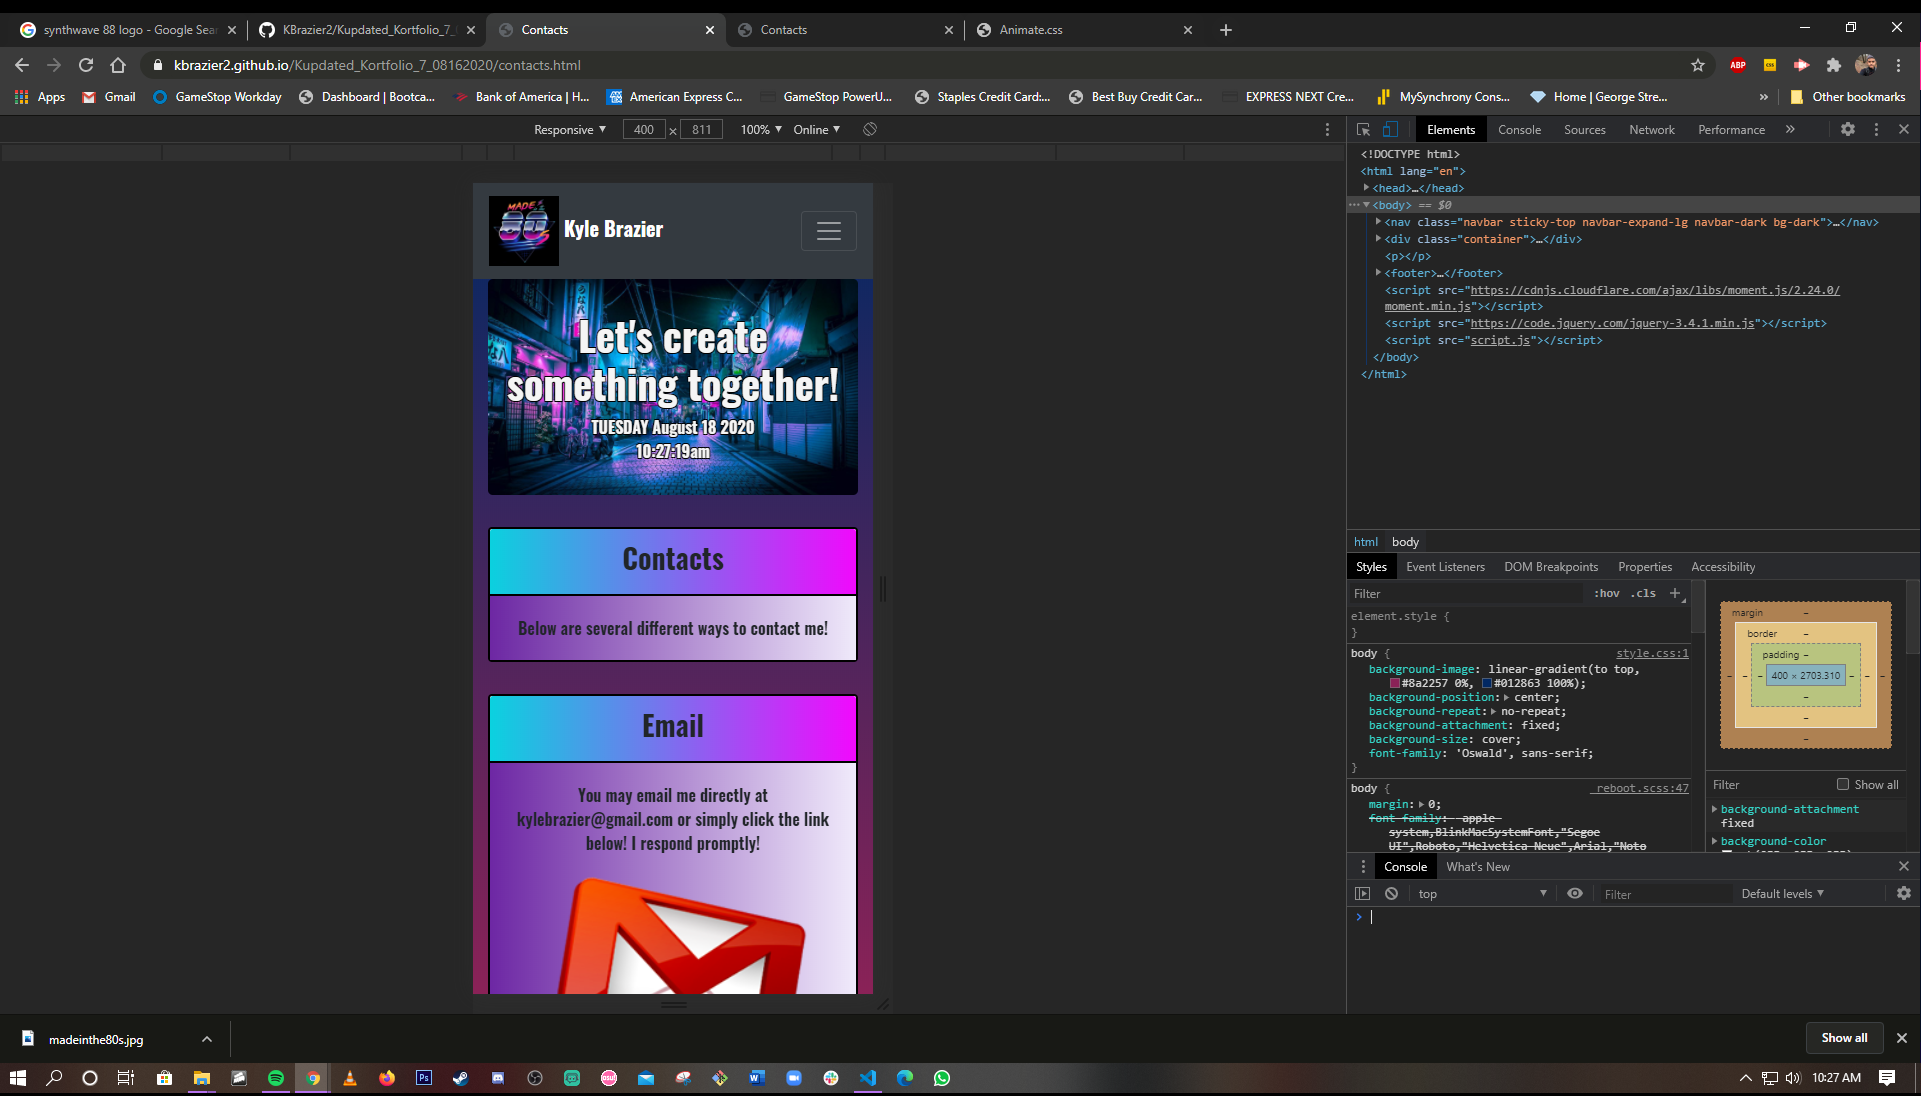 synthwave 88 logo - Google Sear
KBrazier2/Kupdated_Kortfolio_7_
Contacts
Contacts
Animate.css
kbrazier2.github.io/Kupdated_Kortfolio_7_08162020/contacts.html
ABP
Apps
Gmail
GameStop Workday
Dashboard | Bootca...
Bank of America | H...
American Express C...
GameStop PowerU...
Staples Credit Card:...
Best Buy Credit Car...
EXPRESS NEXT Cre...
MySynchrony Cons...
Home | George Stre...
»
Other bookmarks
Responsive ▼ 400 × 811 100% ▼ Online ▼
Elements Console Sources Network Performance »
MADE
80s
Kyle Brazier
Let's create
something together!
TUESDAY August 18 2020
10:27:19am
Contacts
Below are several different ways to contact me!
Email
You may email me directly at
kylebrazier@gmail.com or simply click the link
below! I respond promptly!
<!DOCTYPE html>
<html lang="en">
<head>…</head>
<body> == $0
<nav class="navbar sticky-top navbar-expand-lg navbar-dark bg-dark">…</nav>
<div class="container">…</div>
<p></p>
<footer>…</footer>
<script src="https://cdnjs.cloudflare.com/ajax/libs/moment.js/2.24.0/
moment.min.js"></script>
<script src="https://code.jquery.com/jquery-3.4.1.min.js"></script>
<script src="script.js"></script>
</body>
</html>
html body
Styles Event Listeners DOM Breakpoints Properties Accessibility
Filter :hov .cls +
element.style {
}
body { style.css:1
background-image: linear-gradient(to top,
#8a2257 0%, #012863 100%);
background-position: center;
background-repeat: no-repeat;
background-attachment: fixed;
background-size: cover;
font-family: 'Oswald', sans-serif;
}
body { _reboot.scss:47
margin: 0;
font-family: -apple-
system,BlinkMacSystemFont,"Segoe
UI",Roboto,"Helvetica Neue",Arial,"Noto
margin –
border –
padding –
400 × 2703.310
Filter Show all
background-attachment
fixed
background-color
Console What's New
top ▼ Filter Default levels ▼
>
madeinthe80s.jpg
Show all
10:27 AM